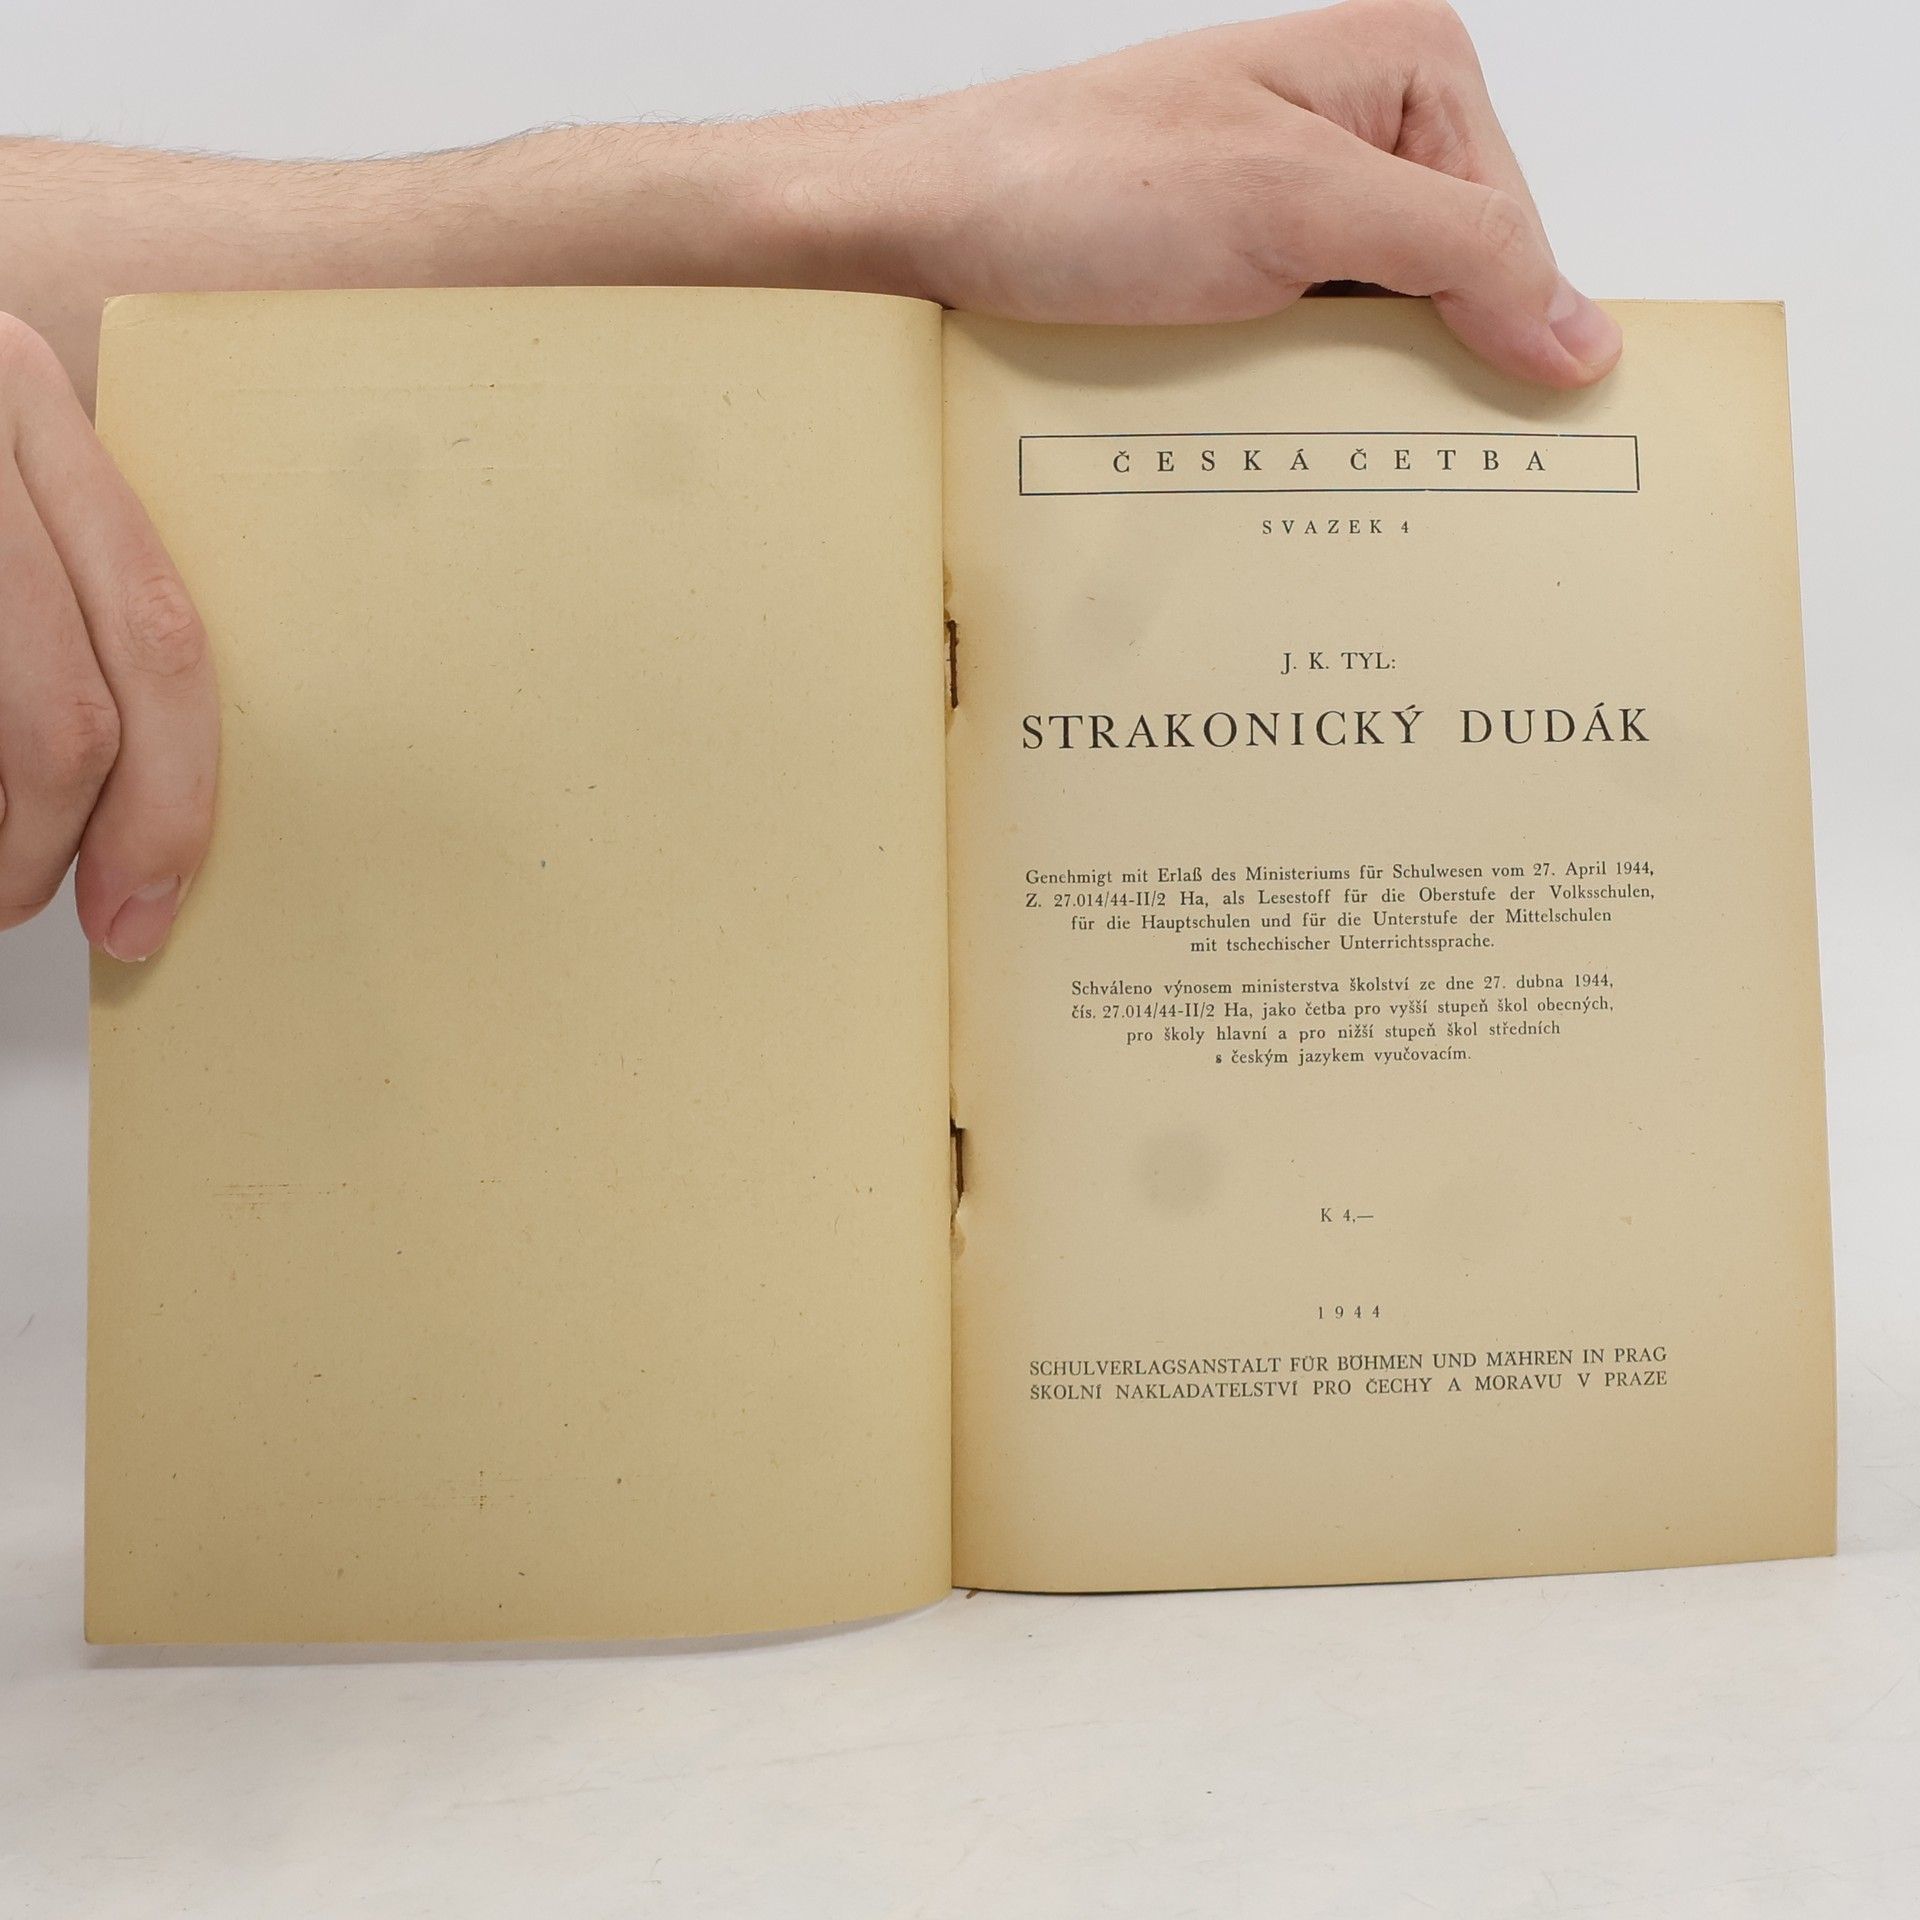 ČESKÁ ČETBA
SVAZEK 4
J. K. TYL:
STRAKONICKÝ DUDÁK
Genehmigt mit Erlaß des Ministeriums für Schulwesen vom 27. April 1944,
Z. 27.014/44-II/2 Ha, als Lesestoff für die Oberstufe der Volksschulen,
für die Hauptschulen und für die Unterstufe der Mittelschulen
mit tschechischer Unterrichtssprache.
Schváleno výnosem ministerstva školství ze dne 27. dubna 1944,
čís. 27.014/44-II/2 Ha, jako četba pro vyšší stupeň škol obecných,
pro školy hlavní a pro nižší stupeň škol středních
s českým jazykem vyučovacím.
K 4,—
1944
SCHULVERLAGSANSTALT FÜR BÖHMEN UND MÄHREN IN PRAG
ŠKOLNÍ NAKLADATELSTVÍ PRO ČECHY A MORAVU V PRAZE